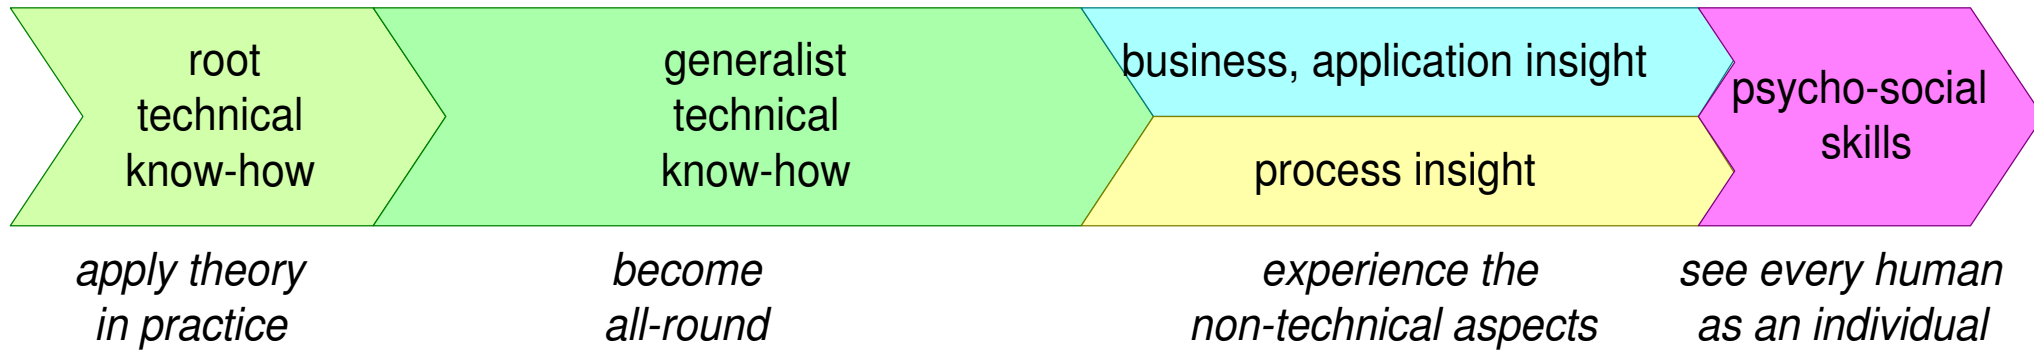 root
technical
know-how
generalist
technical
know-how
business, application insight
process insight
psycho-social
skills
apply theory
in practice
become
all-round
experience the
non-technical aspects
see every human
as an individual